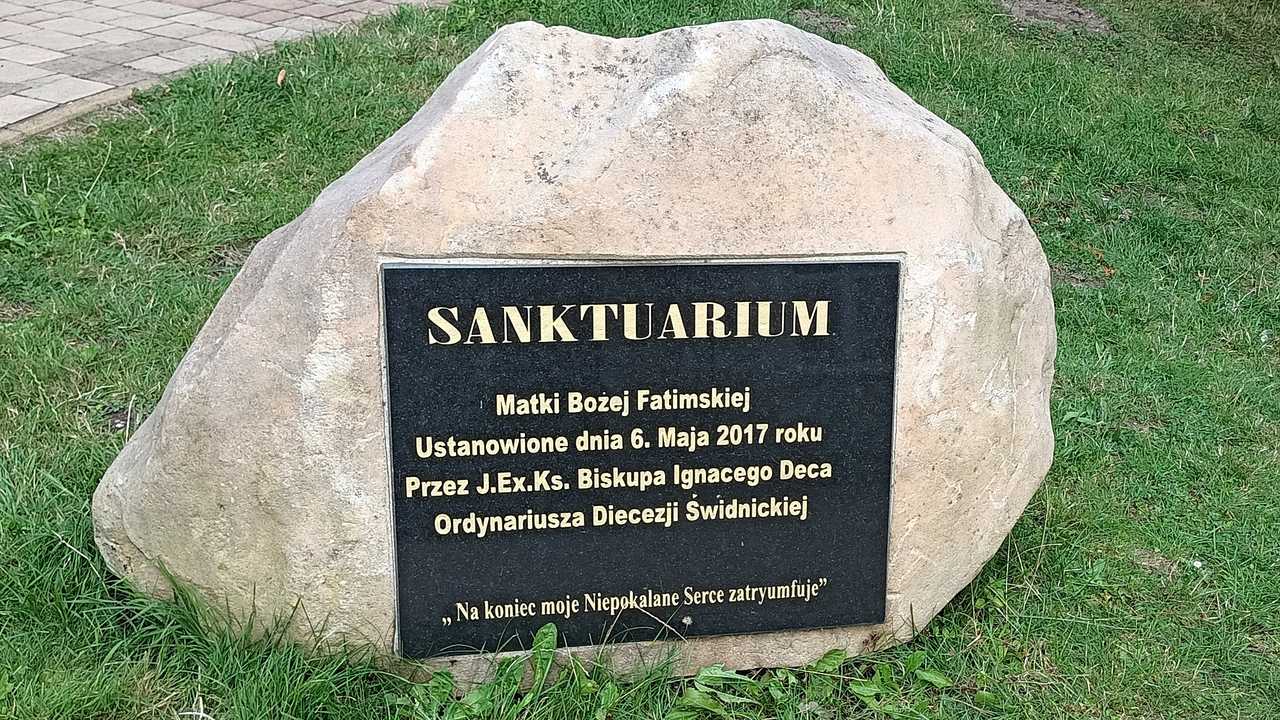 SANKTUARIUM
Matki Bożej Fatimskiej
Ustanowione dnia 6. Maja 2017 roku
Przez J.Ex.Ks. Biskupa Ignacego Deca
Ordynariusza Diecezji Świdnickiej
„Na koniec moje Niepokalane Serce zatryumfuje”